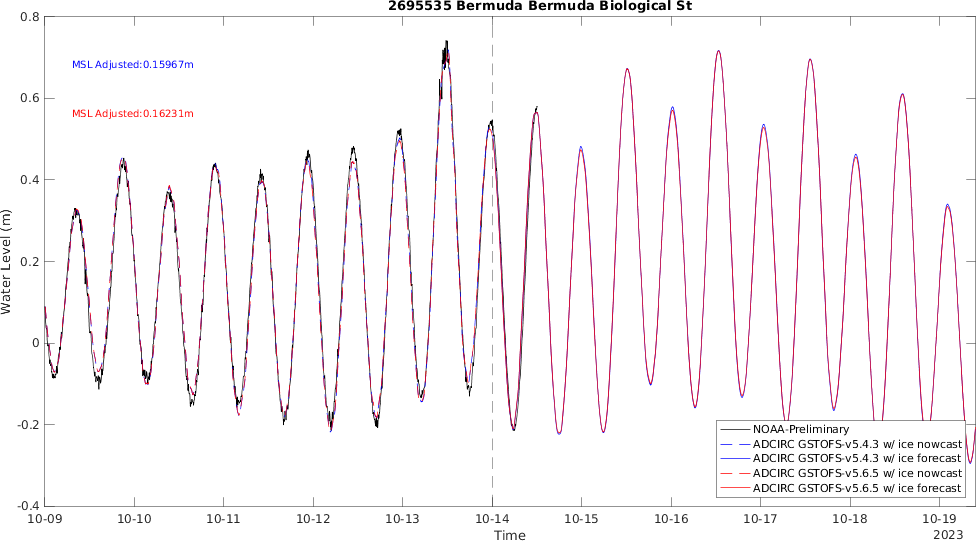 2695535 Bermuda Bermuda Biological St
0.8
0.6
0.4
0.2
0
-0.2
-0.4
Water Level (m)
MSL Adjusted:0.15967m
MSL Adjusted:0.16231m
NOAA-Preliminary
ADCIRC GSTOFS-v5.4.3 w/ ice nowcast
ADCIRC GSTOFS-v5.4.3 w/ ice forecast
ADCIRC GSTOFS-v5.6.5 w/ ice nowcast
ADCIRC GSTOFS-v5.6.5 w/ ice forecast
10-09 10-10 10-11 10-12 10-13 10-14 10-15 10-16 10-17 10-18 10-19
Time
2023